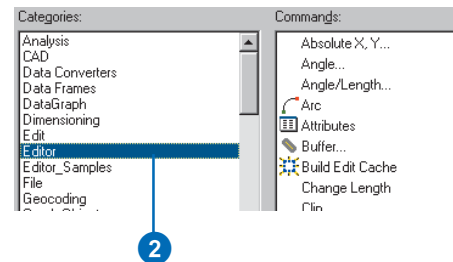 Categories:
Analysis
CAD
Data Converters
Data Frames
DataGraph
Dimensioning
Edit
Editor
Editor_Samples
File
Geocoding
Commands:
Absolute X, Y...
Angle...
Angle/Length...
Arc
Attributes
Buffer...
Build Edit Cache
Change Length
Clip
2